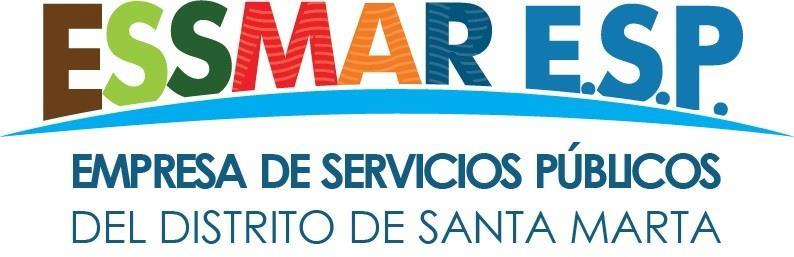 ESSMAR E.S.P.
EMPRESA DE SERVICIOS PÚBLICOS
DEL DISTRITO DE SANTA MARTA